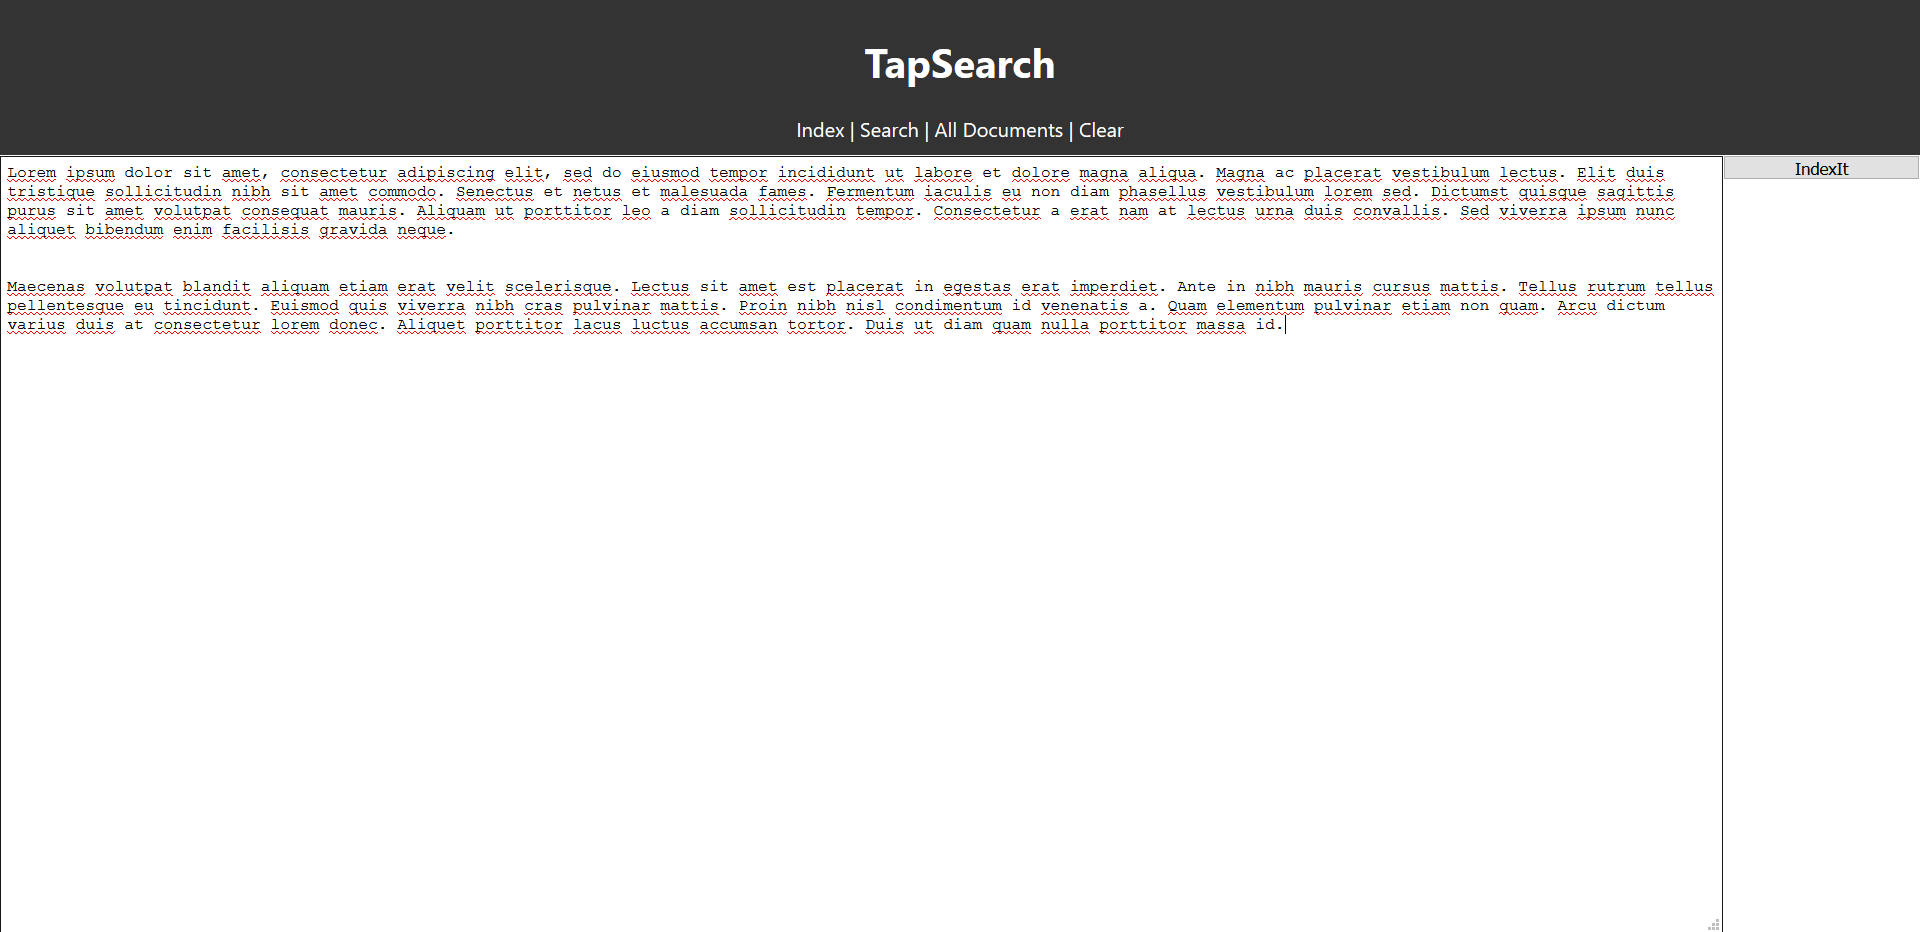 TapSearch
Index | Search | All Documents | Clear
Lorem ipsum dolor sit amet, consectetur adipiscing elit, sed do eiusmod tempor incididunt ut labore et dolore magna aliqua. Magna ac placerat vestibulum lectus. Elit duis
tristique sollicitudin nibh sit amet commodo. Senectus et netus et malesuada fames. Fermentum iaculis eu non diam phasellus vestibulum lorem sed. Dictumst quisque sagittis
purus sit amet volutpat consequat mauris. Aliquam ut porttitor leo a diam sollicitudin tempor. Consectetur a erat nam at lectus urna duis convallis. Sed viverra ipsum nunc
aliquet bibendum enim facilisis gravida neque.
Maecenas volutpat blandit aliquam etiam erat velit scelerisque. Lectus sit amet est placerat in egestas erat imperdiet. Ante in nibh mauris cursus mattis. Tellus rutrum tellus
pellentesque eu tincidunt. Euismod quis viverra nibh cras pulvinar mattis. Proin nibh nisl condimentum id venenatis a. Quam elementum pulvinar etiam non quam. Arcu dictum
varius duis at consectetur lorem donec. Aliquet porttitor lacus luctus accumsan tortor. Duis ut diam quam nulla porttitor massa id.
IndexIt